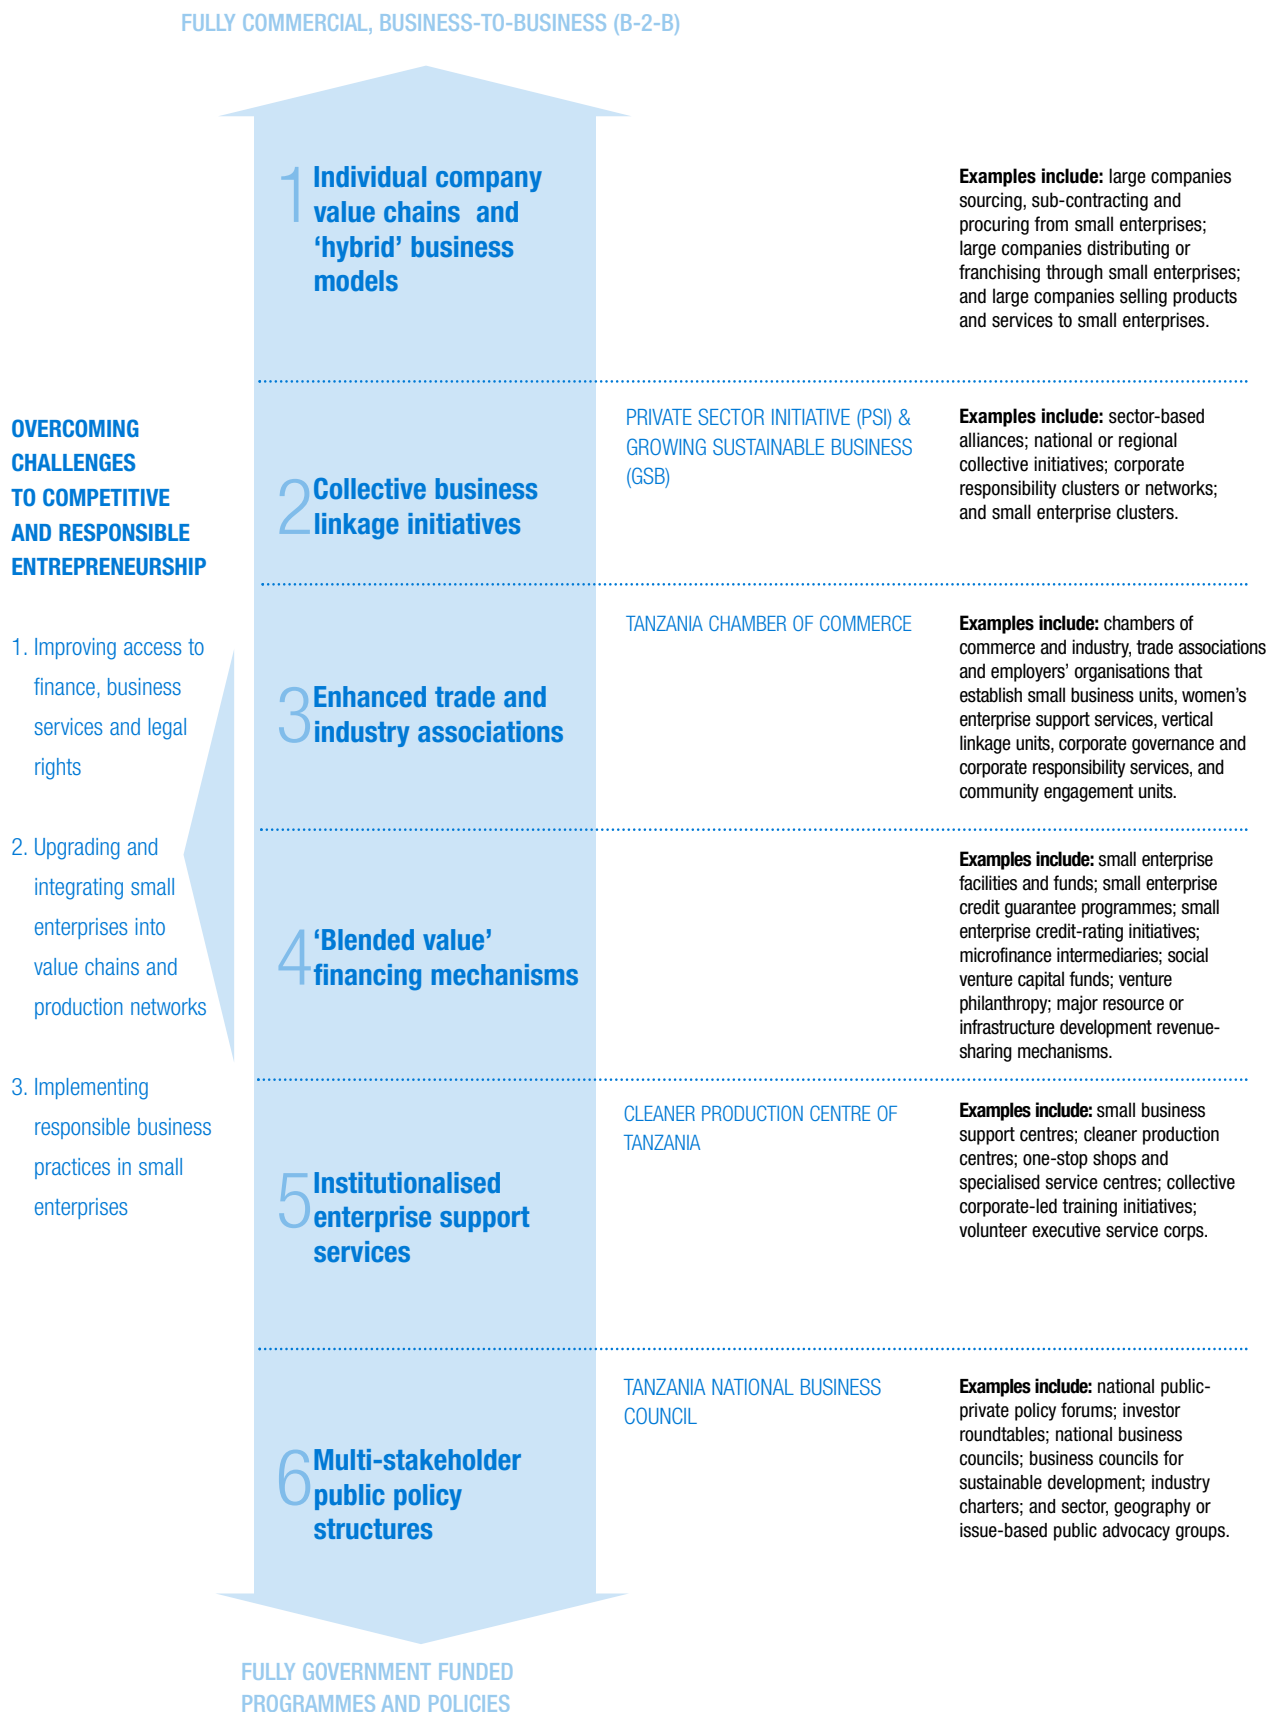 FULLY COMMERCIAL, BUSINESS-TO-BUSINESS (B-2-B)
OVERCOMING
CHALLENGES
TO COMPETITIVE
AND RESPONSIBLE
ENTREPRENEURSHIP
1. Improving access to
finance, business
services and legal
rights
2. Upgrading and
integrating small
enterprises into
value chains and
production networks
3. Implementing
responsible business
practices in small
enterprises
1 Individual company
value chains and
‘hybrid’ business
models
Examples include: large companies
sourcing, sub-contracting and
procuring from small enterprises;
large companies distributing or
franchising through small enterprises;
and large companies selling products
and services to small enterprises.
2 Collective business
linkage initiatives
PRIVATE SECTOR INITIATIVE (PSI) &
GROWING SUSTAINABLE BUSINESS
(GSB)
Examples include: sector-based
alliances; national or regional
collective initiatives; corporate
responsibility clusters or networks;
and small enterprise clusters.
3 Enhanced trade and
industry associations
TANZANIA CHAMBER OF COMMERCE
Examples include: chambers of
commerce and industry, trade associations
and employers’ organisations that
establish small business units, women’s
enterprise support services, vertical
linkage units, corporate governance and
corporate responsibility services, and
community engagement units.
4 ‘Blended value’
financing mechanisms
Examples include: small enterprise
facilities and funds; small enterprise
credit guarantee programmes; small
enterprise credit-rating initiatives;
microfinance intermediaries; social
venture capital funds; venture
philanthropy; major resource or
infrastructure development revenue-
sharing mechanisms.
5 Institutionalised
enterprise support
services
CLEANER PRODUCTION CENTRE OF
TANZANIA
Examples include: small business
support centres; cleaner production
centres; one-stop shops and
specialised service centres; collective
corporate-led training initiatives;
volunteer executive service corps.
6 Multi-stakeholder
public policy
structures
TANZANIA NATIONAL BUSINESS
COUNCIL
Examples include: national public-
private policy forums; investor
roundtables; national business
councils; business councils for
sustainable development; industry
charters; and sector, geography or
issue-based public advocacy groups.
FULLY GOVERNMENT FUNDED
PROGRAMMES AND POLICIES